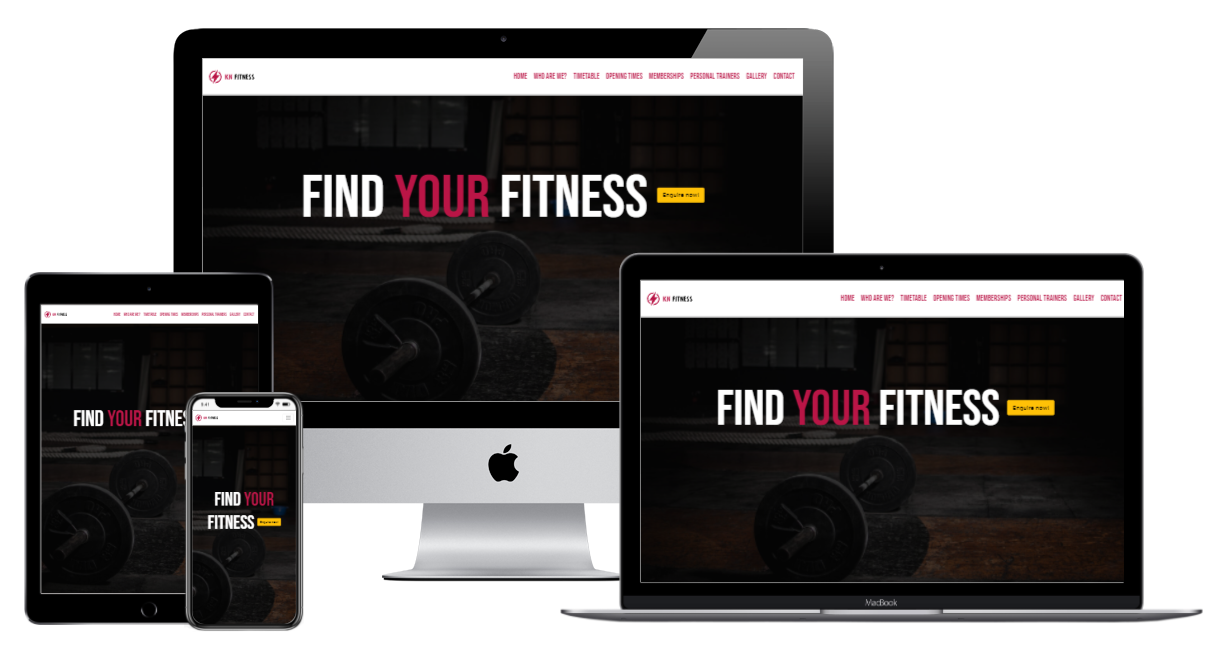 KN FITNESS
HOME WHO ARE WE? TIMETABLE OPENING TIMES MEMBERSHIPS PERSONAL TRAINERS GALLERY CONTACT
FIND YOUR FITNESS Enquire now!
KN FITNESS
HOME WHO ARE WE? TIMETABLE OPENING TIMES MEMBERSHIPS PERSONAL TRAINERS GALLERY CONTACT
FIND YOUR FITNESS Enquire now!
MacBook
KN FITNESS
HOME WHO ARE WE? TIMETABLE OPENING TIMES MEMBERSHIPS PERSONAL TRAINERS GALLERY CONTACT
FIND YOUR FITNE
9:41
KN FITNESS
FIND YOUR
FITNESS Enquire now!